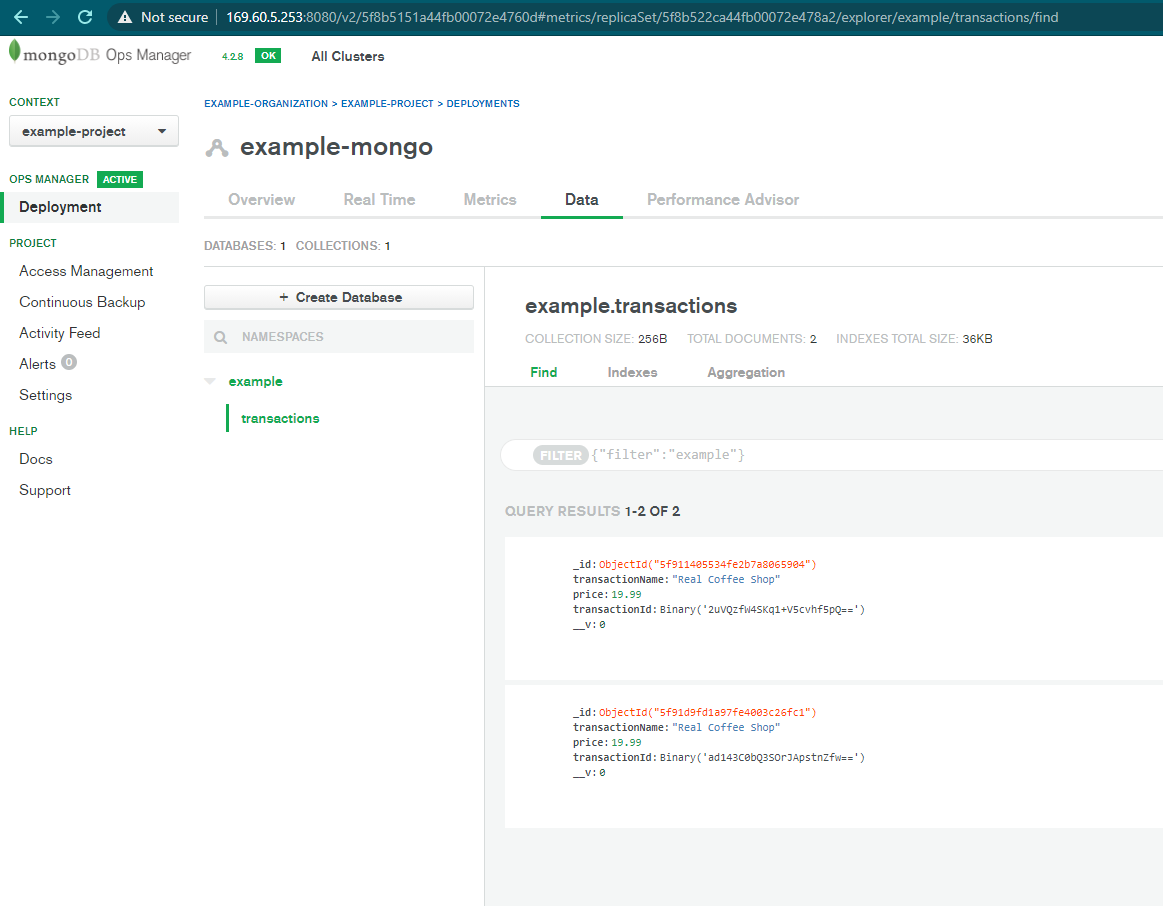 Not secure 169.60.5.253:8080/v2/5f8b5151a44fb00072e4760d#metrics/replicaSet/5f8b522ca44fb00072e478a2/explorer/example/transactions/find
mongoDB Ops Manager 4.2.8 OK All Clusters
CONTEXT
example-project
OPS MANAGER ACTIVE
Deployment
PROJECT
Access Management
Continuous Backup
Activity Feed
Alerts 0
Settings
HELP
Docs
Support
EXAMPLE-ORGANIZATION > EXAMPLE-PROJECT > DEPLOYMENTS
example-mongo
Overview Real Time Metrics Data Performance Advisor
DATABASES: 1 COLLECTIONS: 1
+ Create Database
NAMESPACES
example
transactions
example.transactions
COLLECTION SIZE: 256B TOTAL DOCUMENTS: 2 INDEXES TOTAL SIZE: 36KB
Find Indexes Aggregation
FILTER {"filter":"example"}
QUERY RESULTS 1-2 OF 2
_id: ObjectId("5f911405534fe2b7a8065904")
transactionName: "Real Coffee Shop"
price: 19.99
transactionId: Binary('2uVQzfW4SKq1+V5cvhf5pQ==')
__v: 0
_id: ObjectId("5f91d9fd1a97fe4003c26fc1")
transactionName: "Real Coffee Shop"
price: 19.99
transactionId: Binary('ad143C0bQ3SOrJApstnZfw==')
__v: 0